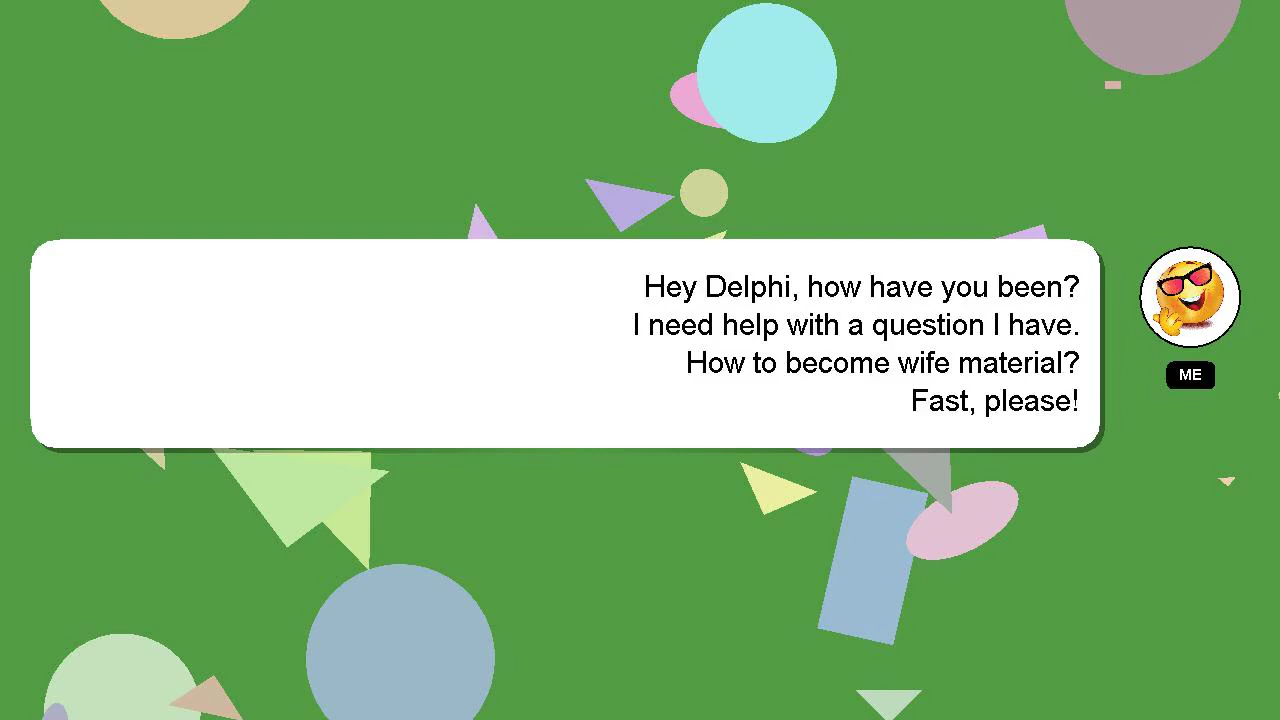 Hey Delphi, how have you been?
I need help with a question I have.
How to become wife material?
Fast, please!
ME